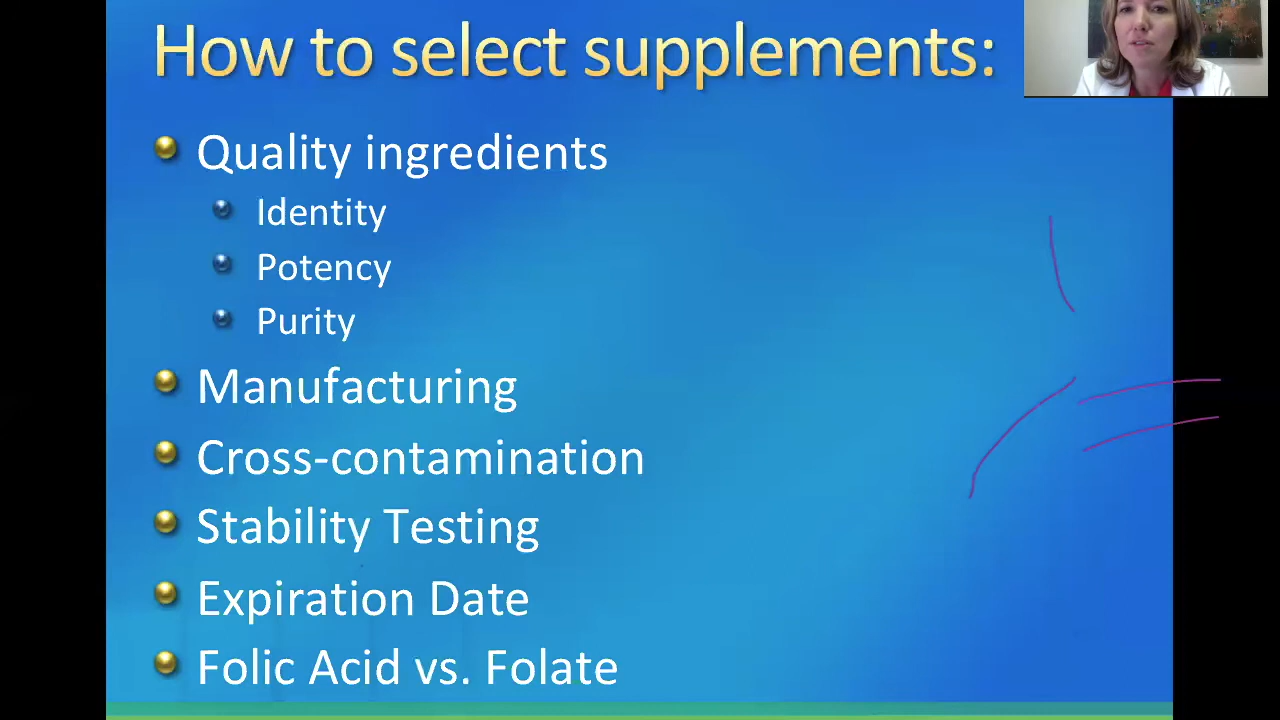 How to select supplements:
Quality ingredients
Identity
Potency
Purity
Manufacturing
Cross-contamination
Stability Testing
Expiration Date
Folic Acid vs. Folate